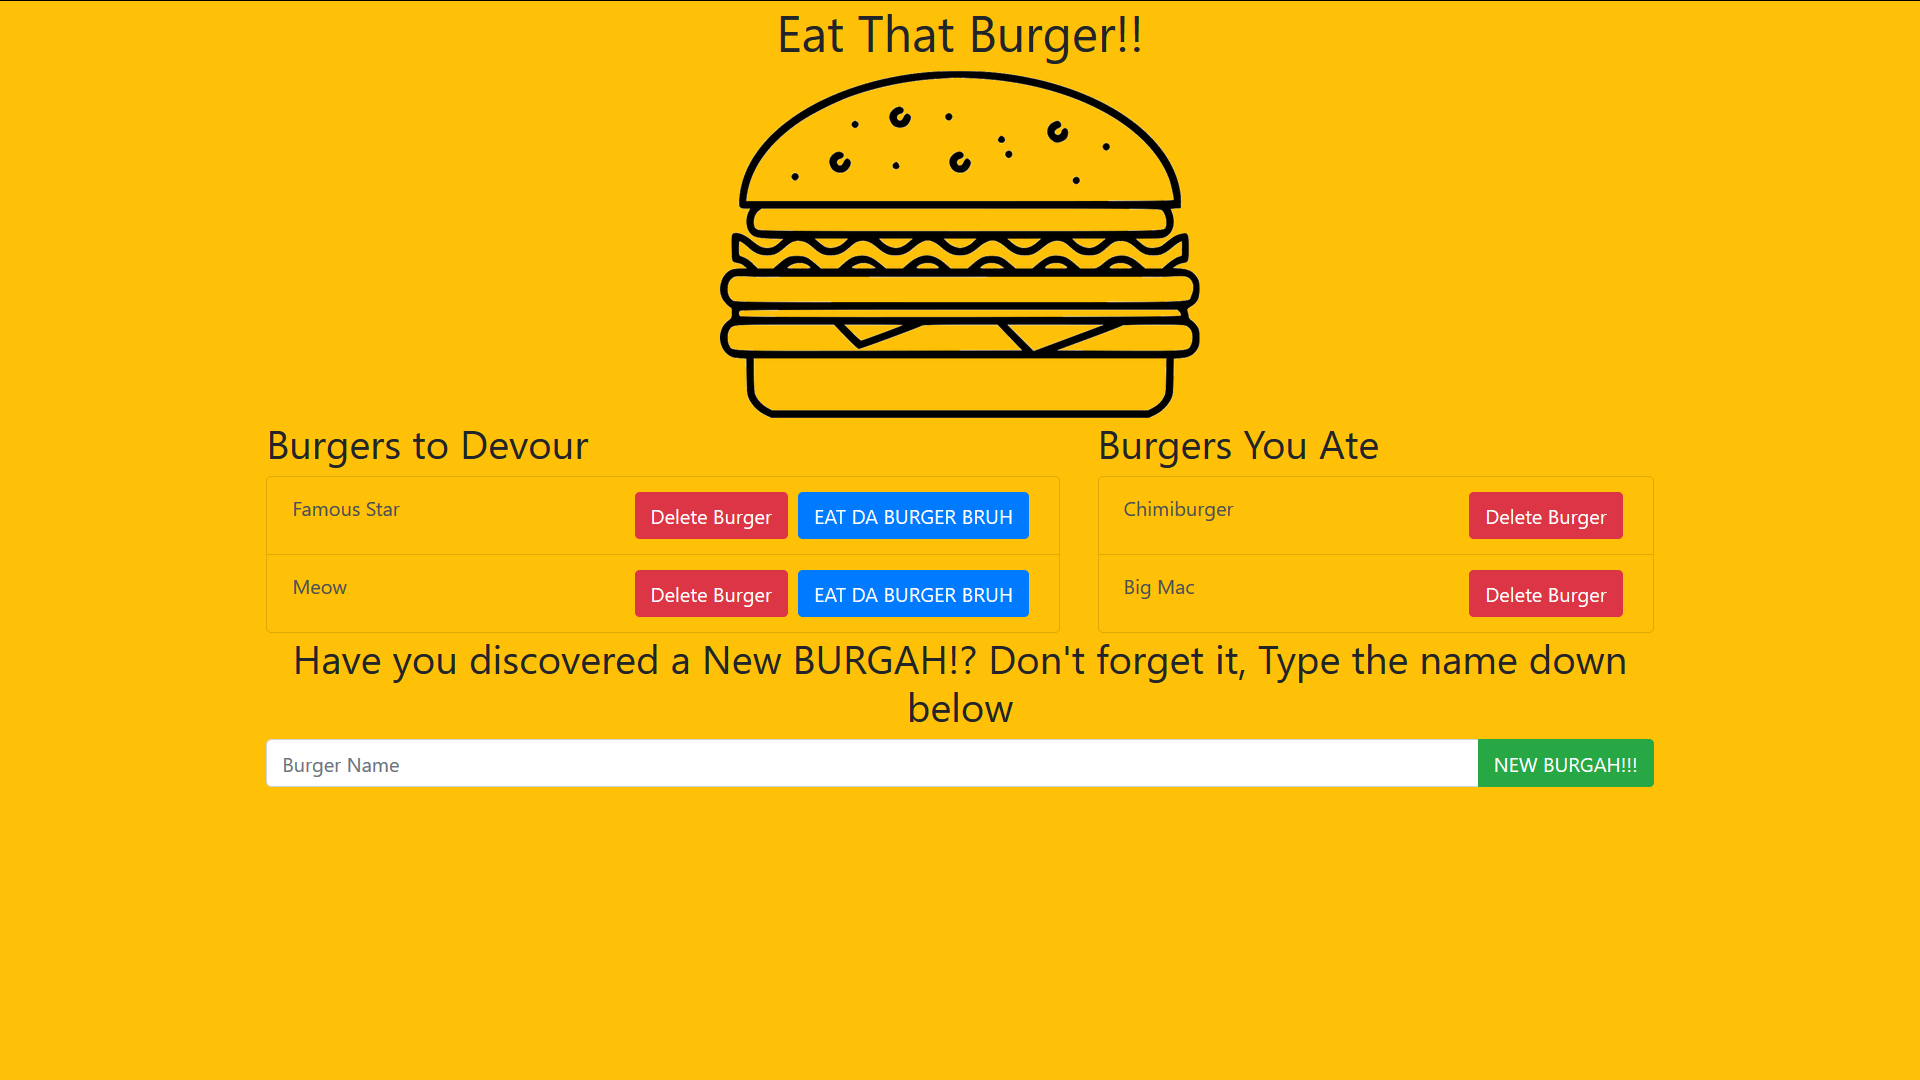 Eat That Burger!!
Burgers to Devour
Famous Star Delete Burger EAT DA BURGER BRUH
Meow Delete Burger EAT DA BURGER BRUH
Burgers You Ate
Chimiburger Delete Burger
Big Mac Delete Burger
Have you discovered a New BURGAH!? Don't forget it, Type the name down
below
Burger Name NEW BURGAH!!!